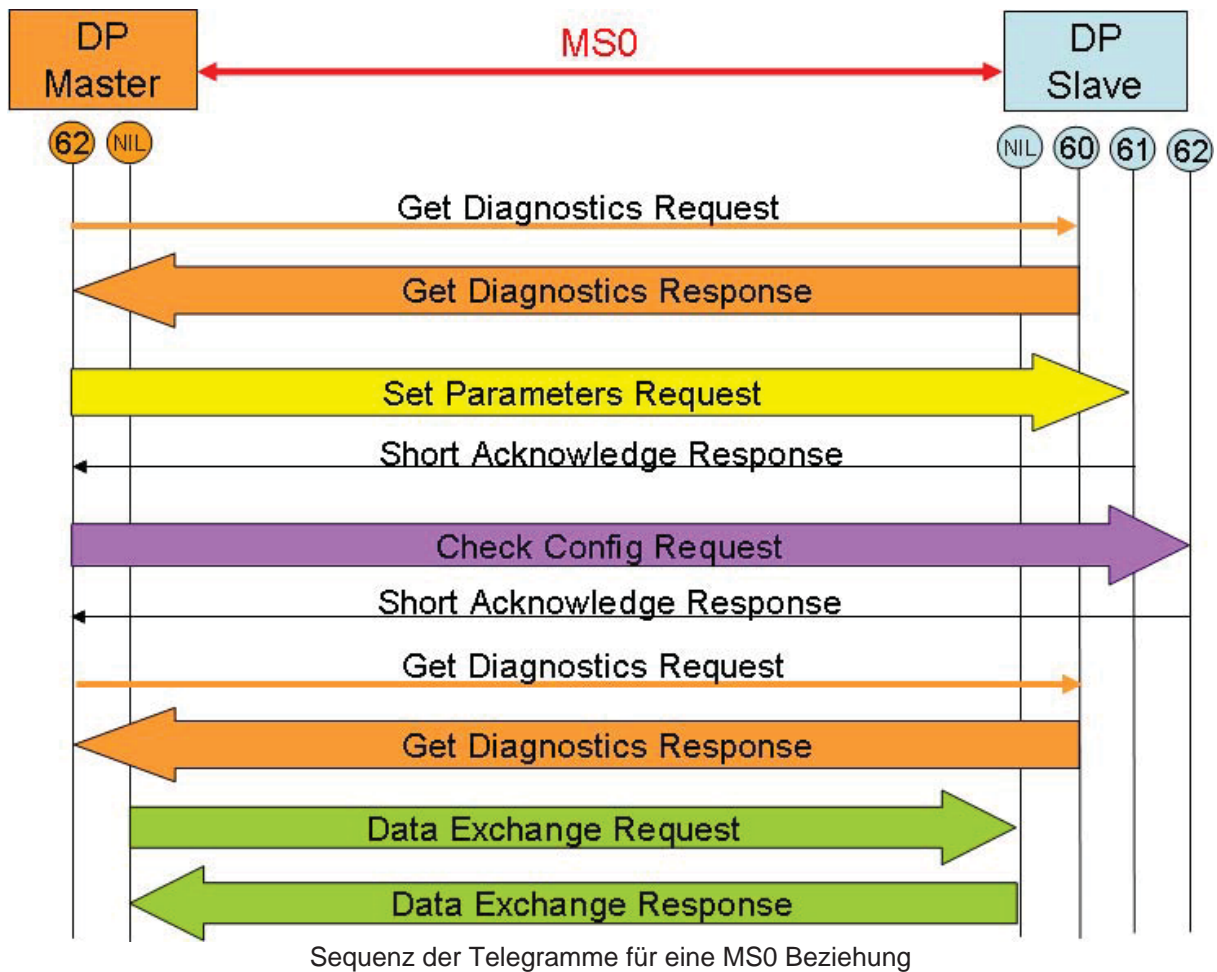 DP
Master
MS0
DP
Slave
62 NIL
NIL 60 61 62
Get Diagnostics Request
Get Diagnostics Response
Set Parameters Request
Short Acknowledge Response
Check Config Request
Short Acknowledge Response
Get Diagnostics Request
Get Diagnostics Response
Data Exchange Request
Data Exchange Response
Sequenz der Telegramme für eine MS0 Beziehung